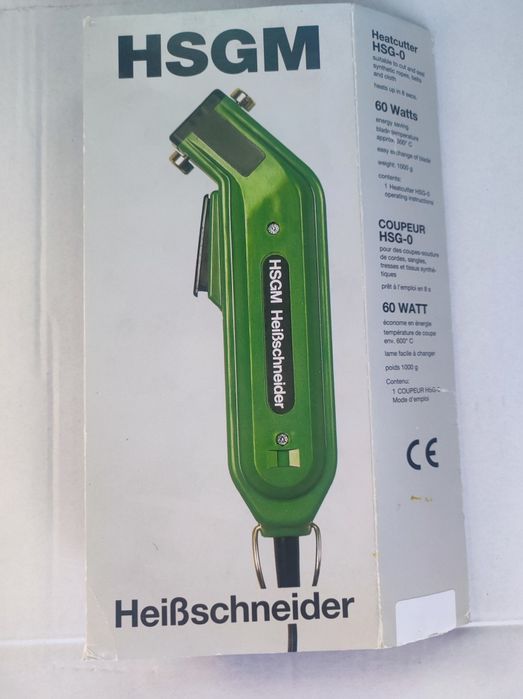 HSGM
HSGM Heißschneider
Heißschneider
Heatcutter
HSG-0
suitable to cut and seal
synthetic ropes, belts
and cloth
heats up in 8 secs.
60 Watts
energy saving
blade temperature
approx. 600° C
easy exchange of blade
weight: 1000 g
contents:
1 Heatcutter HSG-0
operating instructions
COUPEUR
HSG-0
pour des coupes-soudure
de cordes, sangles,
tresses et tissus synthé-
tiques
prêt à l'emploi en 8 s
60 WATT
économe en énergie
température de coupe
env. 600° C
lame facile à changer
poids 1000 g
Contenu:
1 COUPEUR HSG-0
Mode d'emploi
CE